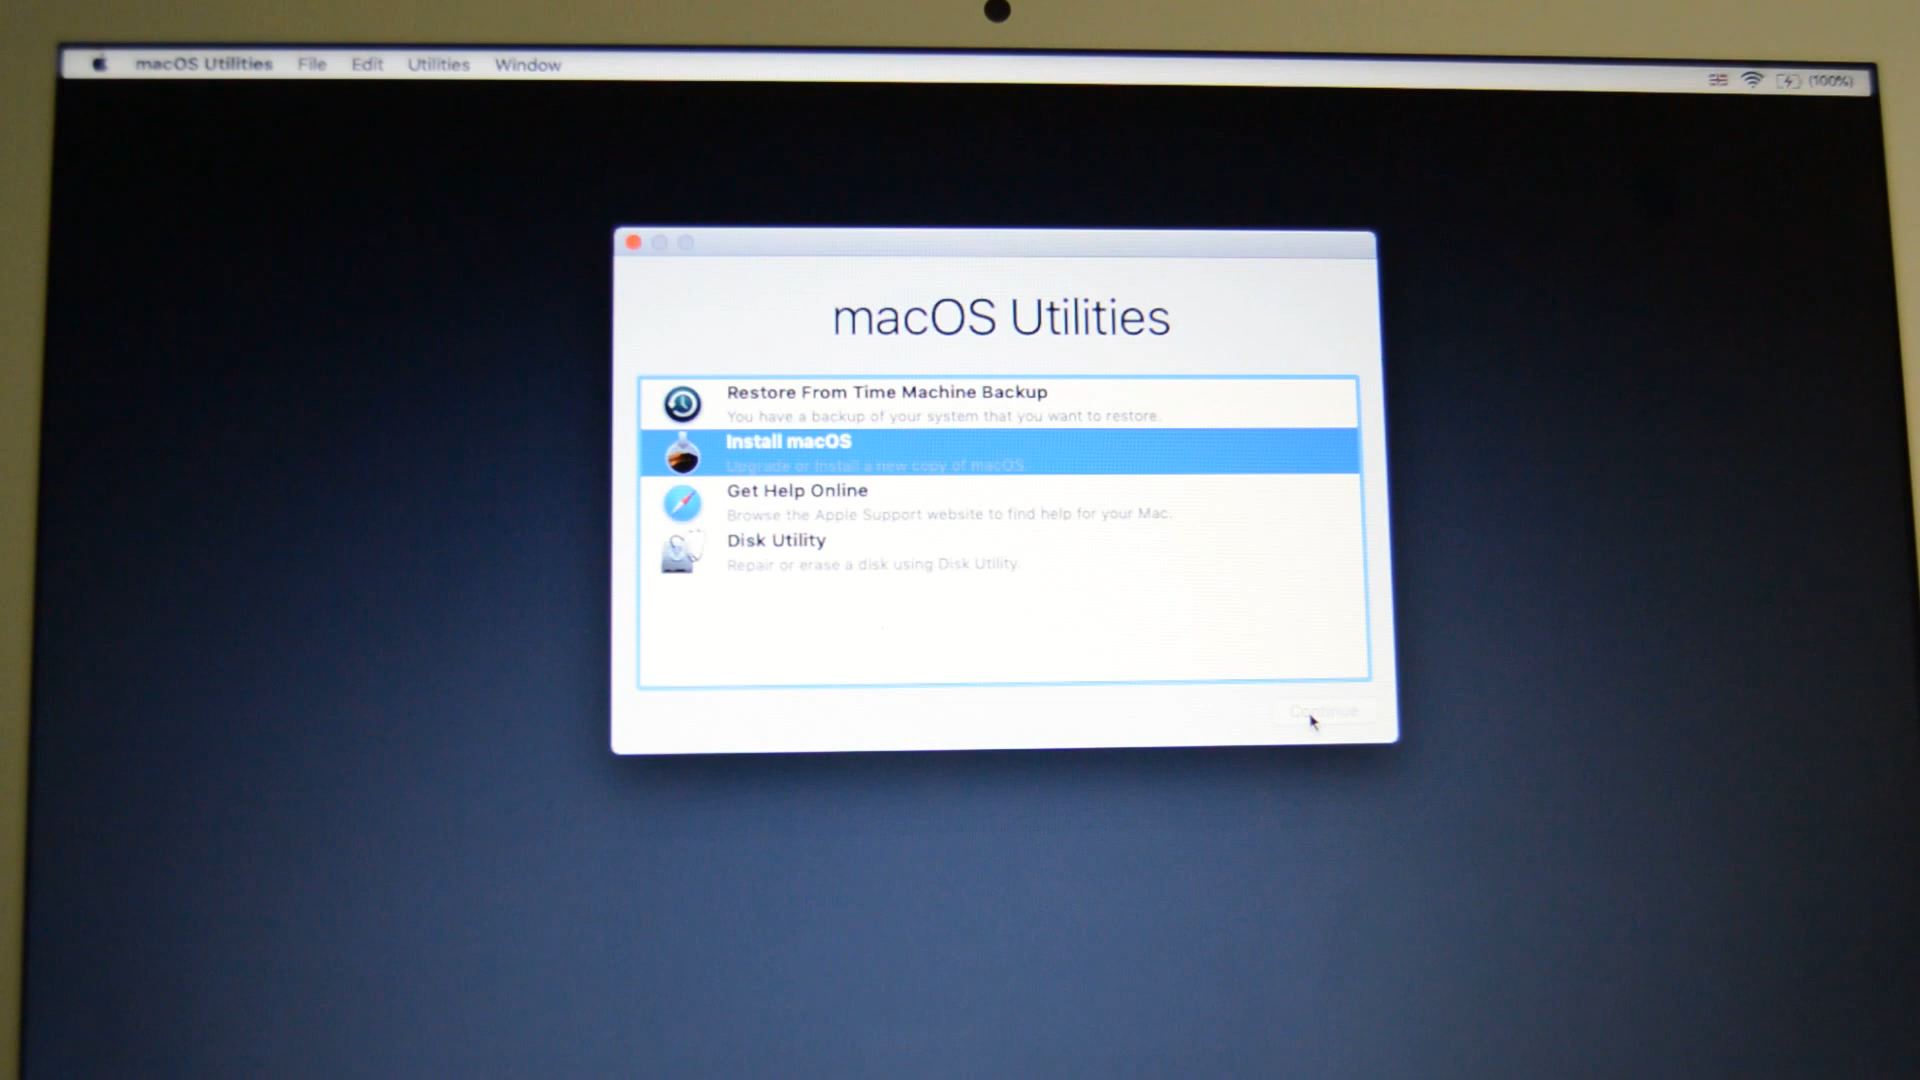 macOS Utilities File Edit Utilities Window
(100%)
macOS Utilities
Restore From Time Machine Backup
You have a backup of your system that you want to restore.
Install macOS
Upgrade or Install a new copy of macOS.
Get Help Online
Browse the Apple Support website to find help for your Mac.
Disk Utility
Repair or erase a disk using Disk Utility.
Continue